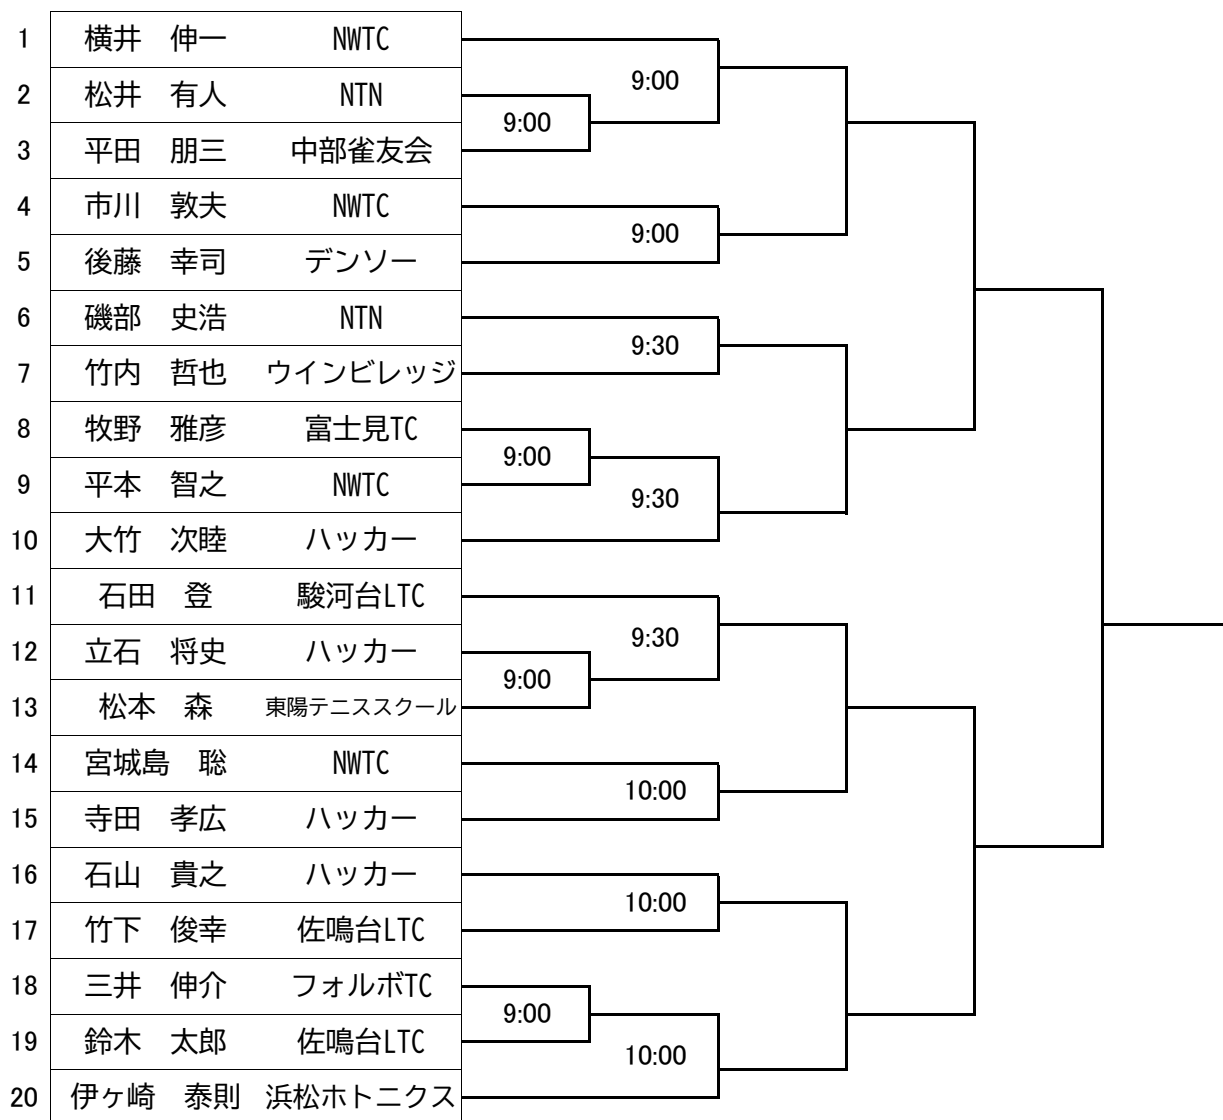 1 横井　伸一 NWTC
9:00
2 松井　有人 NTN
9:00
3 平田　朋三 中部雀友会
4 市川　敦夫 NWTC
9:00
5 後藤　幸司 デンソー
6 磯部　史浩 NTN
9:30
7 竹内　哲也 ウインビレッジ
8 牧野　雅彦 富士見TC
9:00
9 平本　智之 NWTC
9:30
10 大竹　次睦 ハッカー
11 石田　登 駿河台LTC
9:30
12 立石　将史 ハッカー
9:00
13 松本　森 東陽テニススクール
14 宮城島　聡 NWTC
10:00
15 寺田　孝広 ハッカー
16 石山　貴之 ハッカー
10:00
17 竹下　俊幸 佐鳴台LTC
18 三井　伸介 フォルボTC
9:00
19 鈴木　太郎 佐鳴台LTC
10:00
20 伊ヶ崎　泰則 浜松ホトニクス